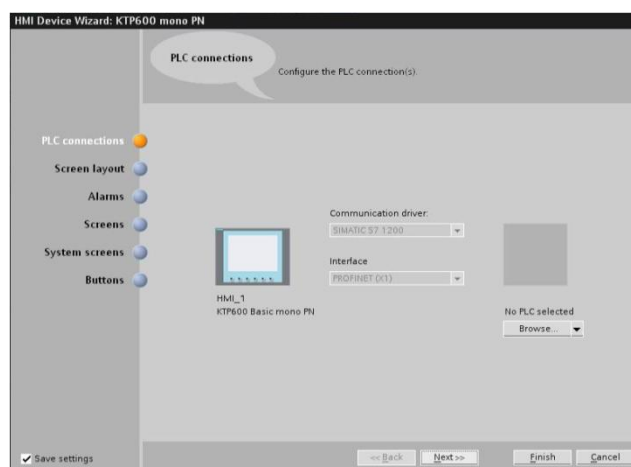 HMI Device Wizard: KTP600 mono PN
PLC connections
Configure the PLC connection(s).
PLC connections
Screen layout
Alarms
Screens
System screens
Buttons
Communication driver:
SIMATIC S7 1200
Interface
PROFINET (X1)
HMI_1
KTP600 Basic mono PN
No PLC selected
Browse...
Save settings
<< Back
Next >>
Finish
Cancel